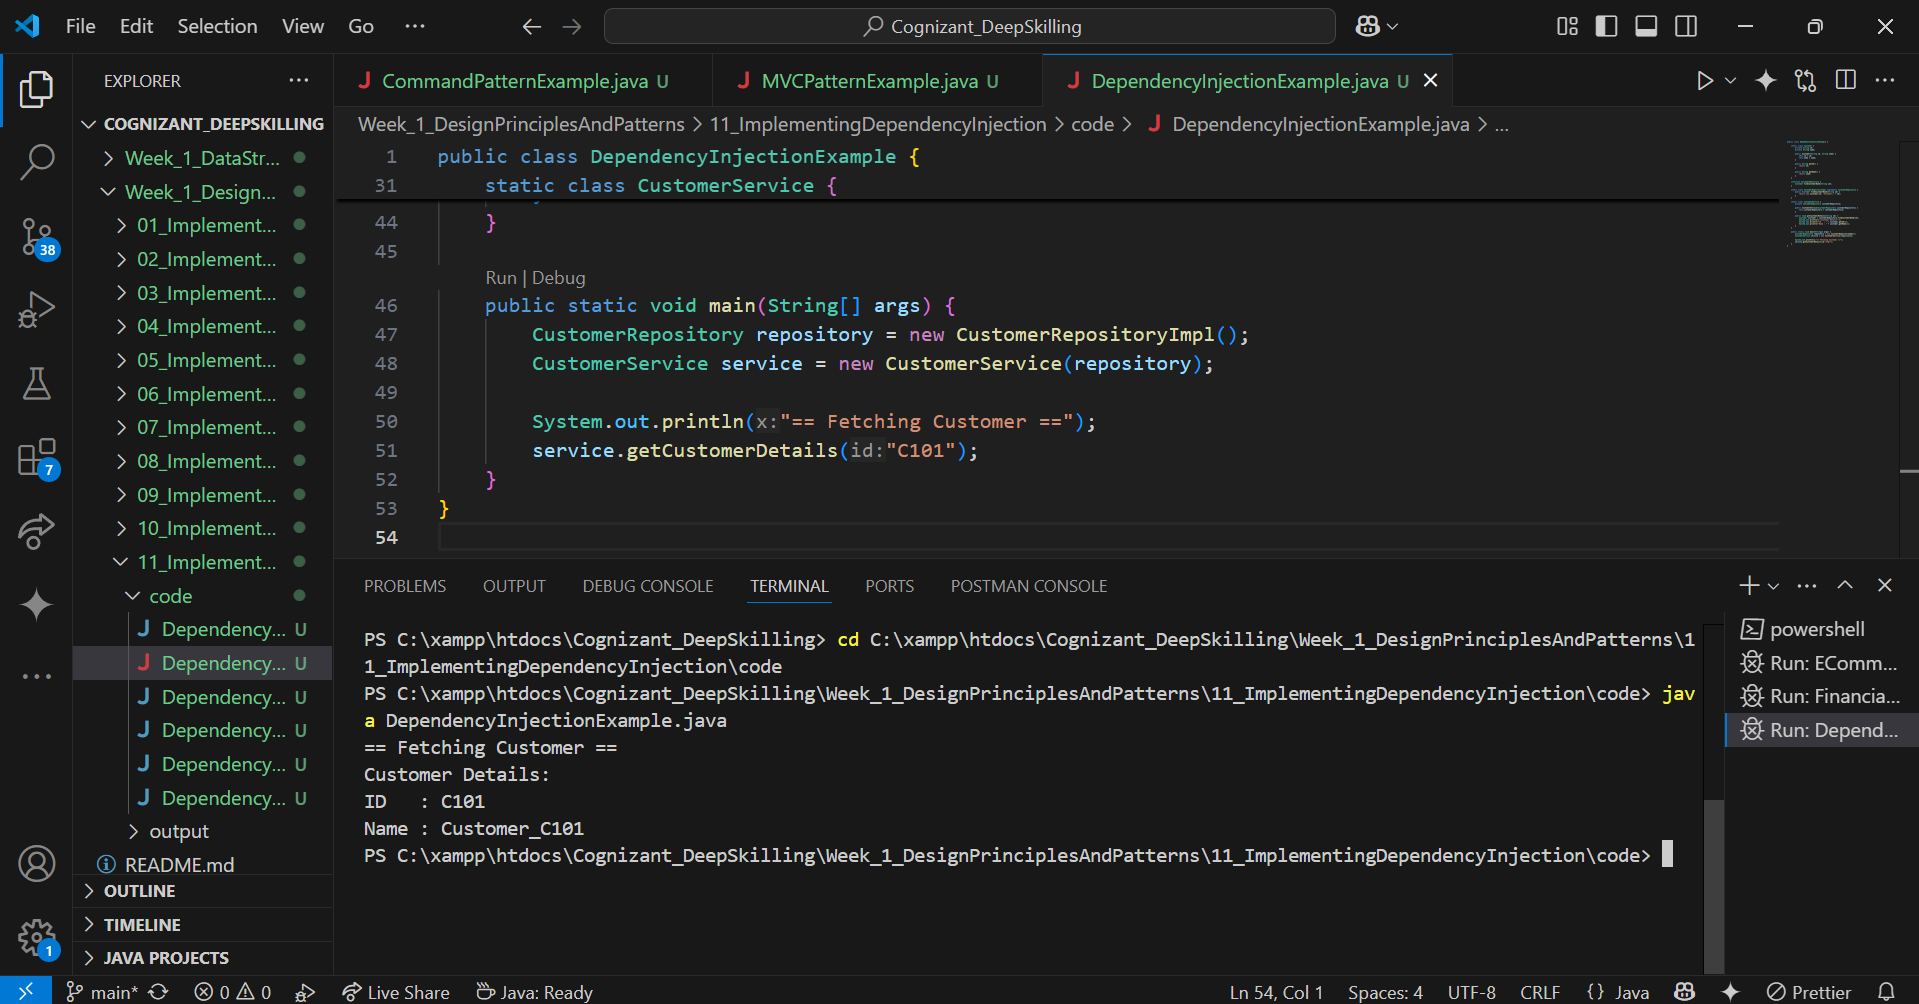 File Edit Selection View Go ···
Cognizant_DeepSkilling
EXPLORER
COGNIZANT_DEEPSKILLING
Week_1_DataStr...
Week_1_Design...
01_Implement...
02_Implement...
03_Implement...
04_Implement...
05_Implement...
06_Implement...
07_Implement...
08_Implement...
09_Implement...
10_Implement...
11_Implement...
code
Dependency... U
Dependency... U
Dependency... U
Dependency... U
Dependency... U
Dependency... U
output
README.md
OUTLINE
TIMELINE
JAVA PROJECTS
38
7
1
CommandPatternExample.java U
MVCPatternExample.java U
DependencyInjectionExample.java U
Week_1_DesignPrinciplesAndPatterns > 11_ImplementingDependencyInjection > code > DependencyInjectionExample.java > ...
1 public class DependencyInjectionExample {
31 static class CustomerService {
44 }
45
Run | Debug
46 public static void main(String[] args) {
47 CustomerRepository repository = new CustomerRepositoryImpl();
48 CustomerService service = new CustomerService(repository);
49
50 System.out.println(x:"== Fetching Customer ==");
51 service.getCustomerDetails(id:"C101");
52 }
53 }
54
PROBLEMS OUTPUT DEBUG CONSOLE TERMINAL PORTS POSTMAN CONSOLE
PS C:\xampp\htdocs\Cognizant_DeepSkilling> cd C:\xampp\htdocs\Cognizant_DeepSkilling\Week_1_DesignPrinciplesAndPatterns\1
1_ImplementingDependencyInjection\code
PS C:\xampp\htdocs\Cognizant_DeepSkilling\Week_1_DesignPrinciplesAndPatterns\11_ImplementingDependencyInjection\code> jav
a DependencyInjectionExample.java
== Fetching Customer ==
Customer Details:
ID   : C101
Name : Customer_C101
PS C:\xampp\htdocs\Cognizant_DeepSkilling\Week_1_DesignPrinciplesAndPatterns\11_ImplementingDependencyInjection\code>
powershell
Run: EComm...
Run: Financia...
Run: Depend...
main* 0 0 Live Share Java: Ready Ln 54, Col 1 Spaces: 4 UTF-8 CRLF {} Java Prettier